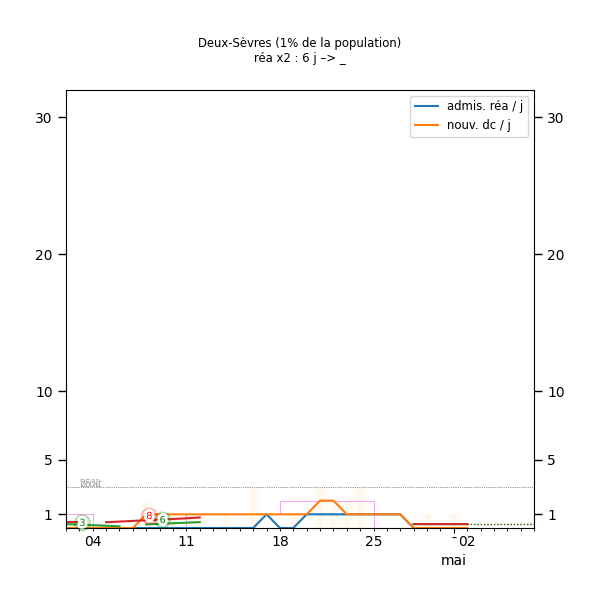 Deux-Sèvres (1% de la population)
réa x2 : 6 j –> _
admis. réa / j
nouv. dc / j
30 30
20 20
10 10
5 5
1 1
3 8 6
04 11 18 25 02
mai